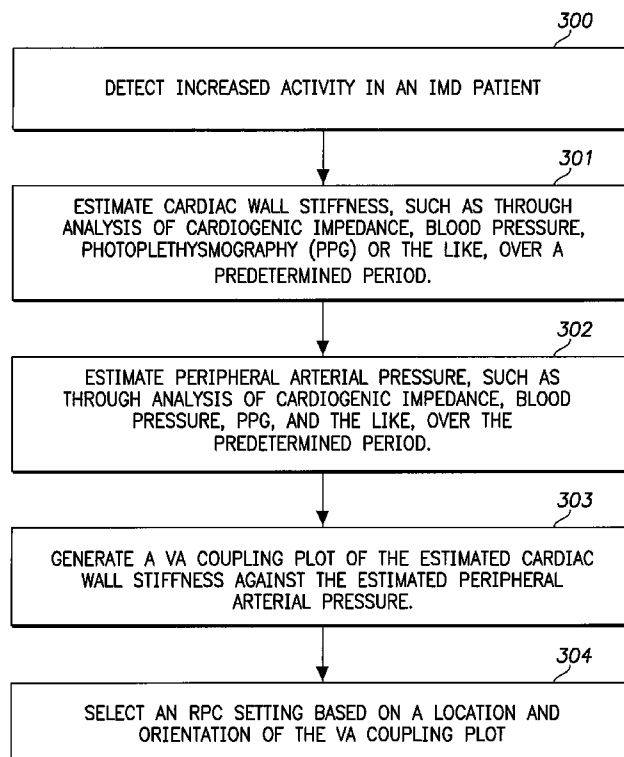 300
DETECT INCREASED ACTIVITY IN AN IMD PATIENT
301
ESTIMATE CARDIAC WALL STIFFNESS, SUCH AS THROUGH
ANALYSIS OF CARDIOGENIC IMPEDANCE, BLOOD PRESSURE,
PHOTOPLETHYSMOGRAPHY (PPG) OR THE LIKE, OVER A
PREDETERMINED PERIOD.
302
ESTIMATE PERIPHERAL ARTERIAL PRESSURE, SUCH AS
THROUGH ANALYSIS OF CARDIOGENIC IMPEDANCE, BLOOD
PRESSURE, PPG, AND THE LIKE, OVER THE
PREDETERMINED PERIOD.
303
GENERATE A VA COUPLING PLOT OF THE ESTIMATED CARDIAC
WALL STIFFNESS AGAINST THE ESTIMATED PERIPHERAL
ARTERIAL PRESSURE.
304
SELECT AN RPC SETTING BASED ON A LOCATION AND
ORIENTATION OF THE VA COUPLING PLOT